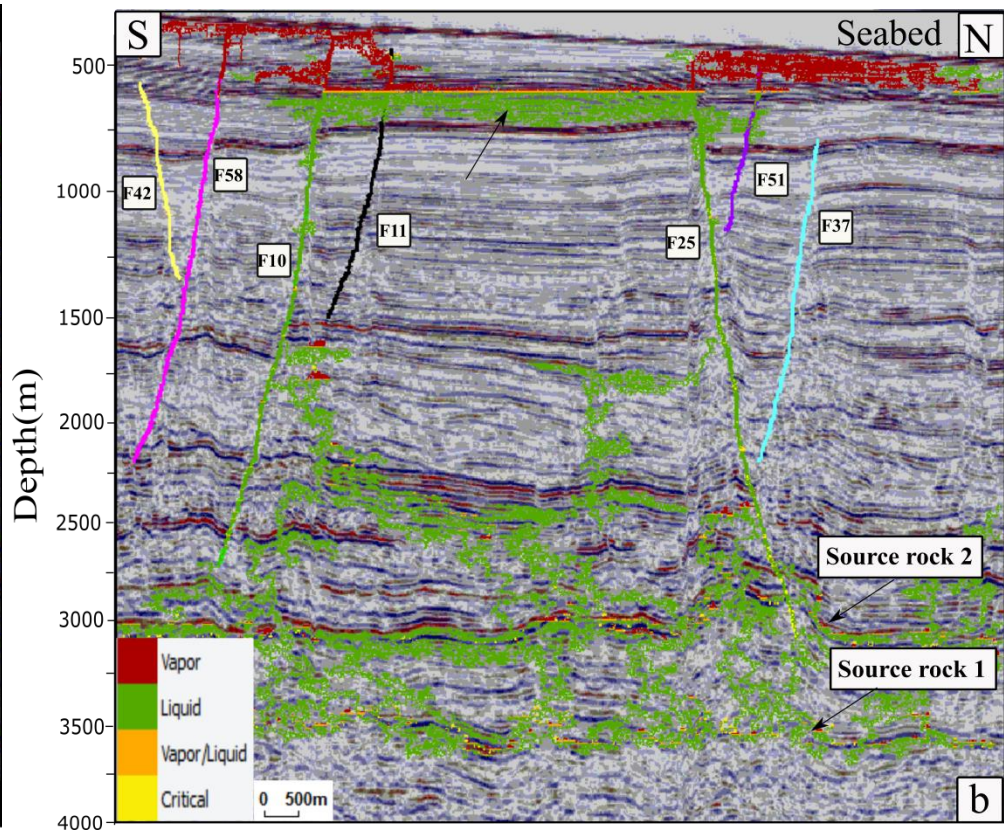 S
Seabed
N
500
1000
1500
2000
2500
3000
3500
4000
Depth(m)
F42
F58
F10
F11
F25
F51
F37
Source rock 2
Source rock 1
Vapor
Liquid
Vapor/Liquid
Critical
0 500m
b